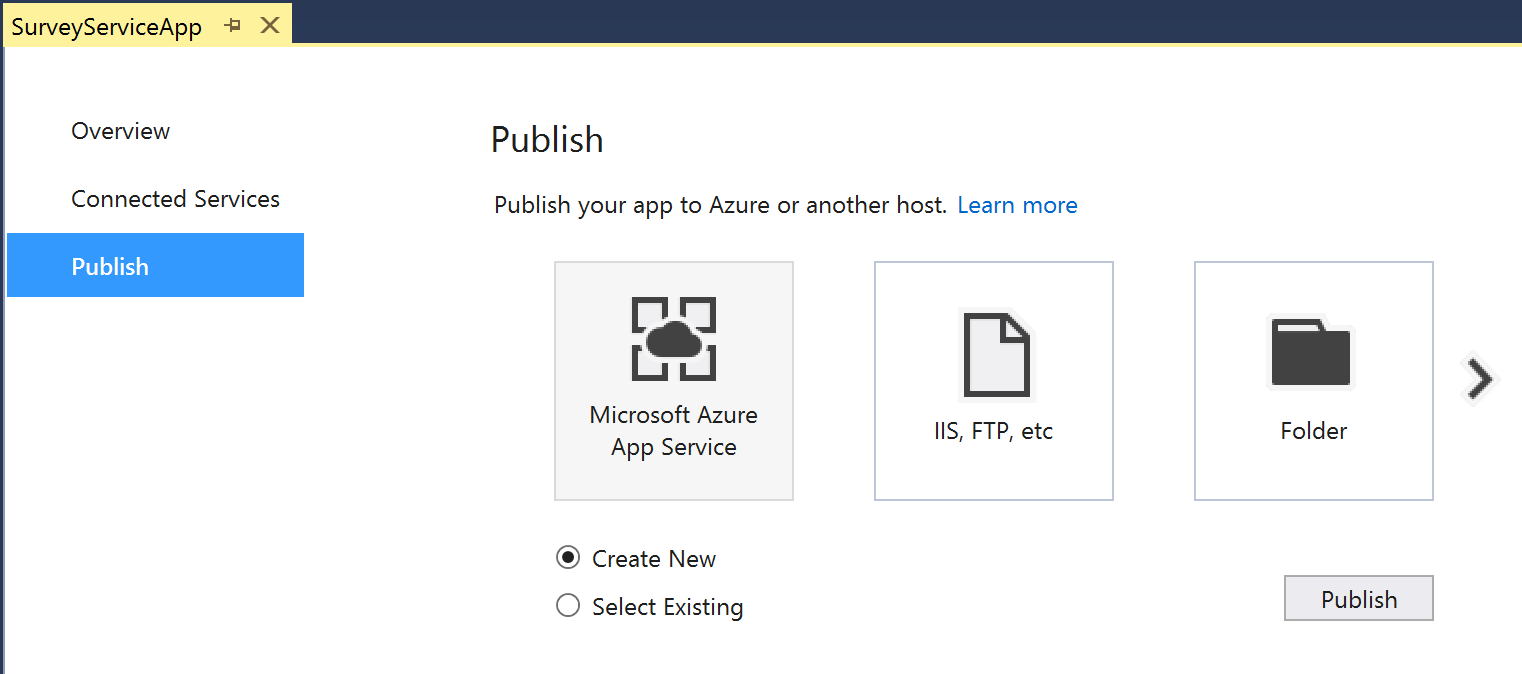 SurveyServiceApp
Overview
Connected Services
Publish
Publish
Publish your app to Azure or another host. Learn more
Microsoft Azure
App Service
IIS, FTP, etc
Folder
Create New
Select Existing
Publish